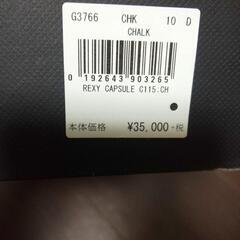 G3766 CHK 10 D
CHALK
0 192643 903265
REXY CAPSULE C115:CH
本体価格 ¥35,000+税